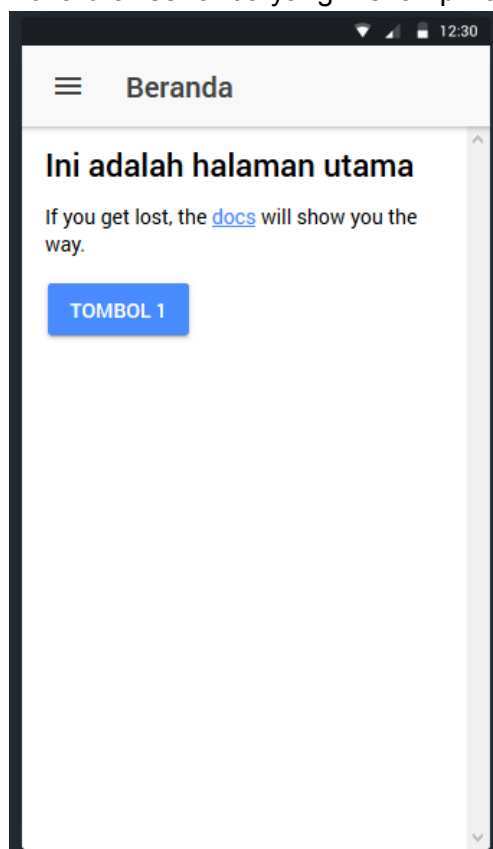 12:30
Beranda
Ini adalah halaman utama
If you get lost, the docs will show you the
way.
TOMBOL 1